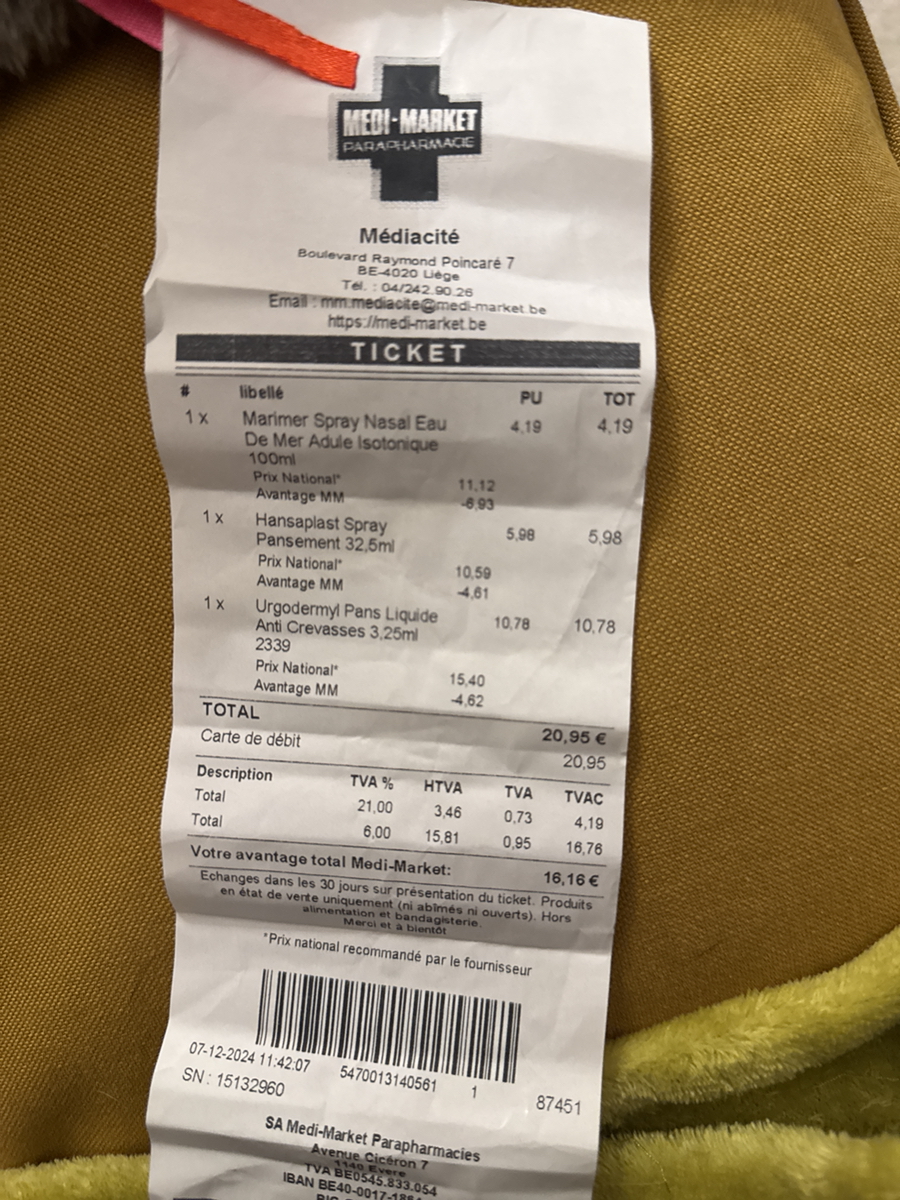 MEDI-MARKET
PARAPHARMACIE
Médiacité
Boulevard Raymond Poincaré 7
BE-4020 Liège
Tél. : 04/242.90.26
Email : mm.mediacite@medi-market.be
https://medi-market.be
TICKET
# libellé PU TOT
1 x Marimer Spray Nasal Eau 4,19 4,19
De Mer Adule Isotonique
100ml
Prix National* 11,12
Avantage MM -6,93
1 x Hansaplast Spray 5,98 5,98
Pansement 32,5ml
Prix National* 10,59
Avantage MM -4,61
1 x Urgodermyl Pans Liquide 10,78 10,78
Anti Crevasses 3,25ml
2339
Prix National* 15,40
Avantage MM -4,62
TOTAL 20,95 €
Carte de débit 20,95
Description TVA % HTVA TVA TVAC
Total 21,00 3,46 0,73 4,19
Total 6,00 15,81 0,95 16,76
Votre avantage total Medi-Market: 16,16 €
Echanges dans les 30 jours sur présentation du ticket. Produits
en état de vente uniquement (ni abîmés ni ouverts). Hors
alimentation et bandagisterie.
Merci et à bientôt
*Prix national recommandé par le fournisseur
07-12-2024 11:42:07 5470013140561 1 87451
SN : 15132960
SA Medi-Market Parapharmacies
Avenue Cicéron 7
1140 Evere
TVA BE0545.833.054
IBAN BE40-0017-1884